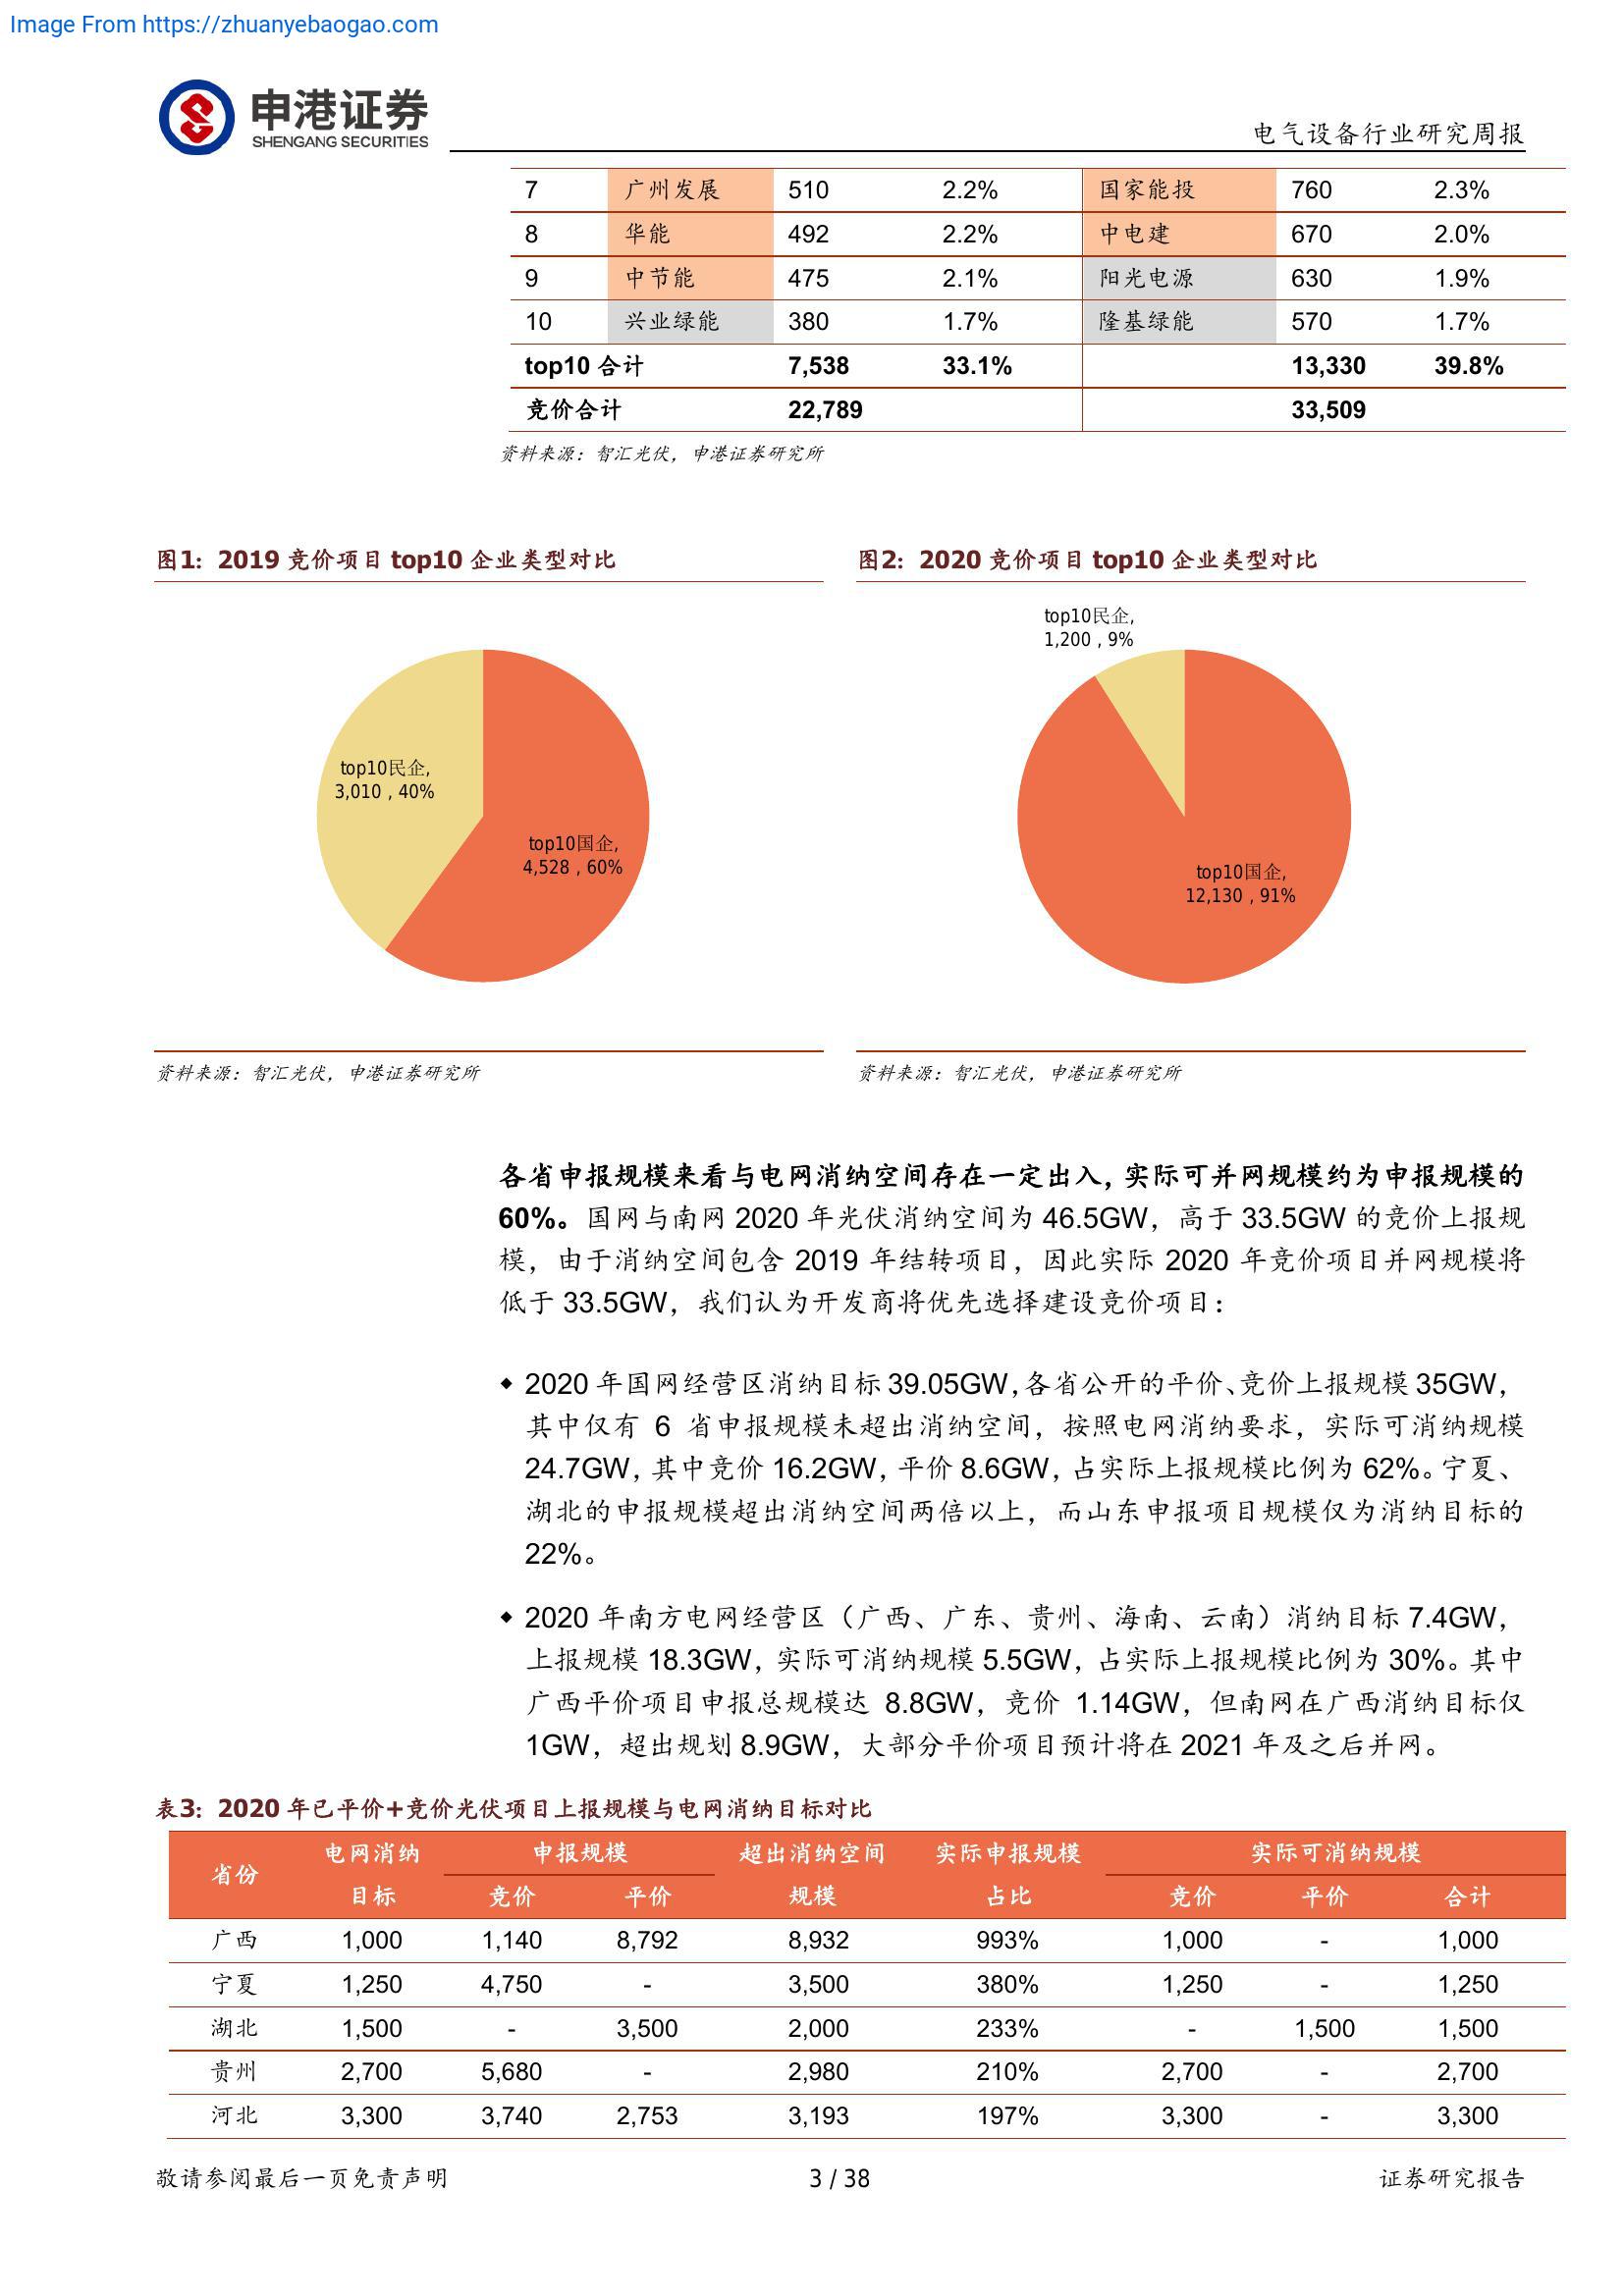 Image From https://zhuanyebaogao.com
申港证券
SHENGANG SECURITIES
电气设备行业研究周报
7 广州发展 510 2.2% 国家能投 760 2.3%
8 华能 492 2.2% 中电建 670 2.0%
9 中节能 475 2.1% 阳光电源 630 1.9%
10 兴业绿能 380 1.7% 隆基绿能 570 1.7%
top10 合计 7,538 33.1% 13,330 39.8%
竞价合计 22,789 33,509
资料来源：智汇光伏，申港证券研究所
图1：2019 竞价项目 top10 企业类型对比
top10民企,
3,010 , 40%
top10国企,
4,528 , 60%
资料来源：智汇光伏，申港证券研究所
图2：2020 竞价项目 top10 企业类型对比
top10民企,
1,200 , 9%
top10国企,
12,130 , 91%
资料来源：智汇光伏，申港证券研究所
各省申报规模来看与电网消纳空间存在一定出入，实际可并网规模约为申报规模的
60%。国网与南网 2020 年光伏消纳空间为 46.5GW，高于 33.5GW 的竞价上报规
模，由于消纳空间包含 2019 年结转项目，因此实际 2020 年竞价项目并网规模将
低于 33.5GW，我们认为开发商将优先选择建设竞价项目：
◆ 2020 年国网经营区消纳目标 39.05GW，各省公开的平价、竞价上报规模 35GW，
其中仅有 6 省申报规模未超出消纳空间，按照电网消纳要求，实际可消纳规模
24.7GW，其中竞价 16.2GW，平价 8.6GW，占实际上报规模比例为 62%。宁夏、
湖北的申报规模超出消纳空间两倍以上，而山东申报项目规模仅为消纳目标的
22%。
◆ 2020 年南方电网经营区（广西、广东、贵州、海南、云南）消纳目标 7.4GW，
上报规模 18.3GW，实际可消纳规模 5.5GW，占实际上报规模比例为 30%。其中
广西平价项目申报总规模达 8.8GW，竞价 1.14GW，但南网在广西消纳目标仅
1GW，超出规划 8.9GW，大部分平价项目预计将在 2021 年及之后并网。
表3：2020 年已平价+竞价光伏项目上报规模与电网消纳目标对比
省份 电网消纳 申报规模 超出消纳空间 实际申报规模 实际可消纳规模
目标 竞价 平价 规模 占比 竞价 平价 合计
广西 1,000 1,140 8,792 8,932 993% 1,000 - 1,000
宁夏 1,250 4,750 - 3,500 380% 1,250 - 1,250
湖北 1,500 - 3,500 2,000 233% - 1,500 1,500
贵州 2,700 5,680 - 2,980 210% 2,700 - 2,700
河北 3,300 3,740 2,753 3,193 197% 3,300 - 3,300
敬请参阅最后一页免责声明
3 / 38
证券研究报告